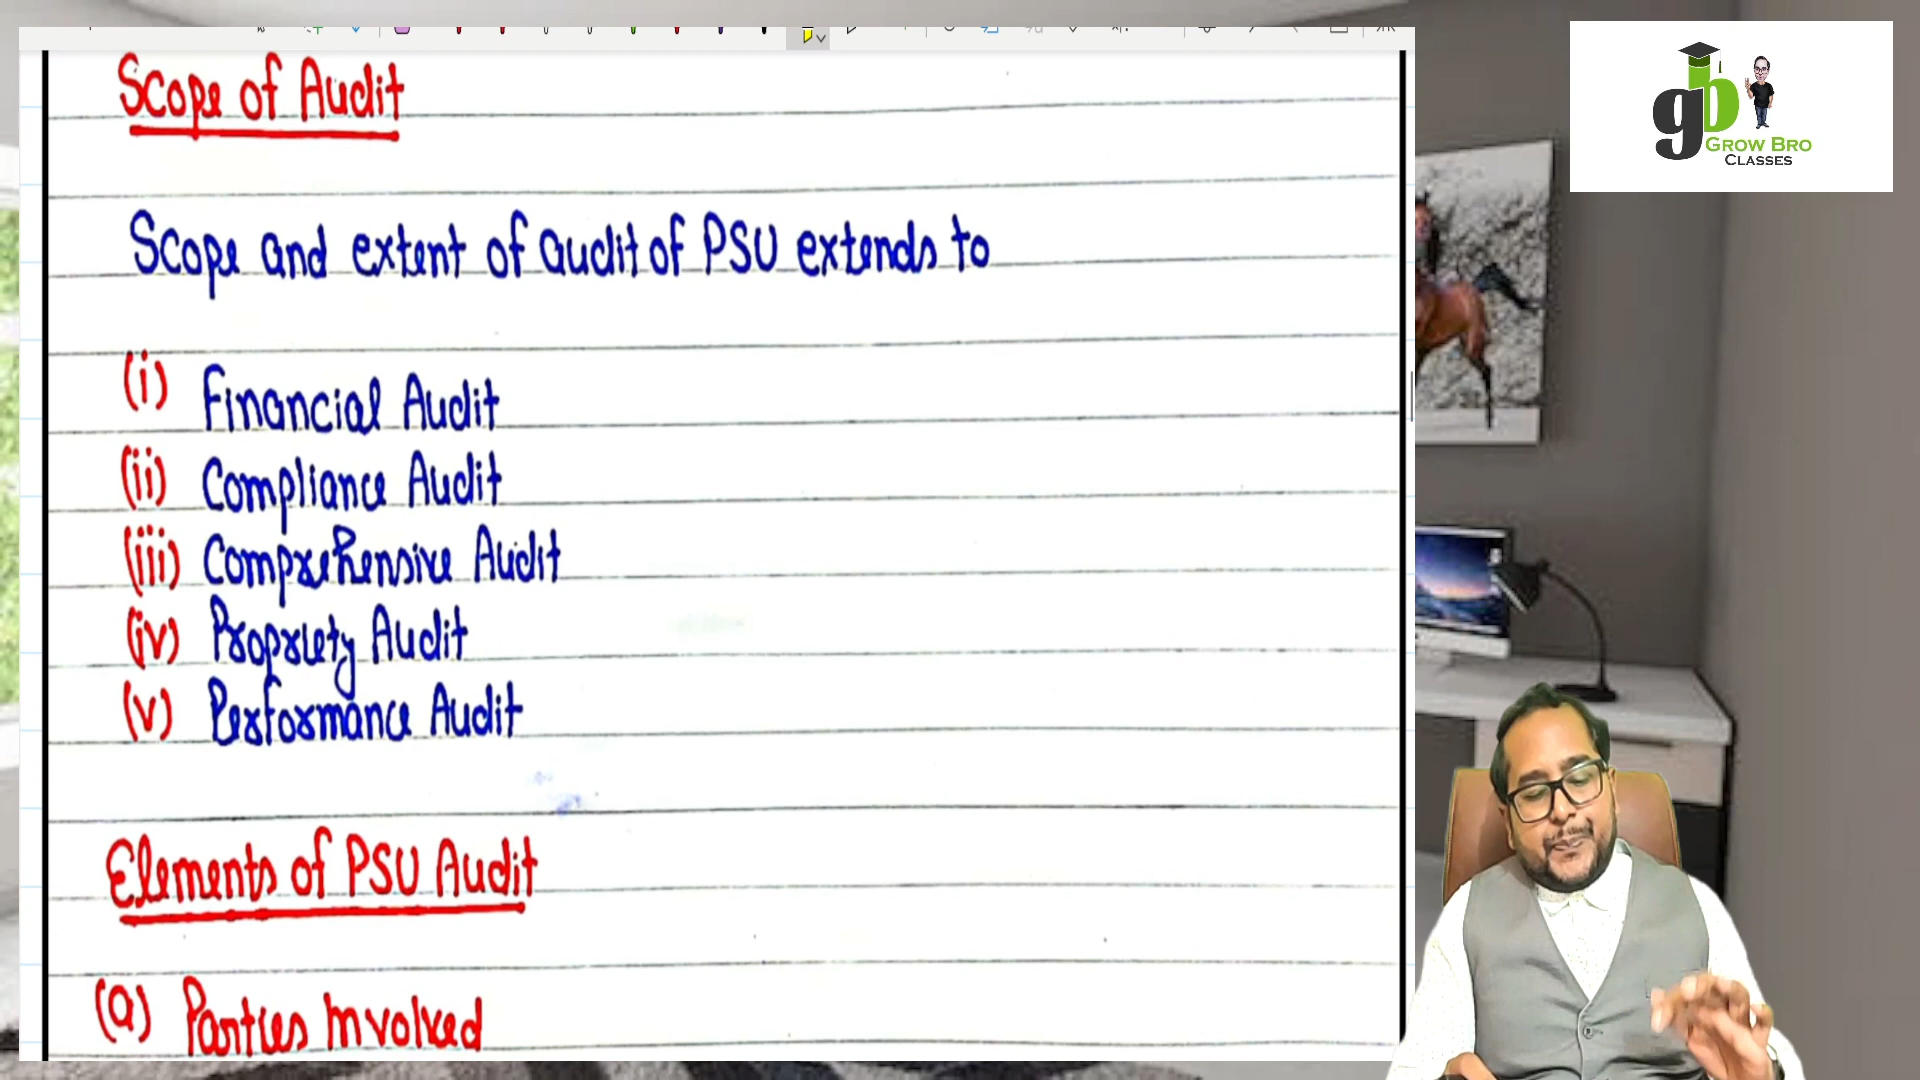 Scope of Audit
Scope and extent of audit of PSU extends to
(i) Financial Audit
(ii) Compliance Audit
(iii) Comprehensive Audit
(iv) Propriety Audit
(v) Performance Audit
Elements of PSU Audit
(a) Parties Involved
gb
GROW BRO
CLASSES